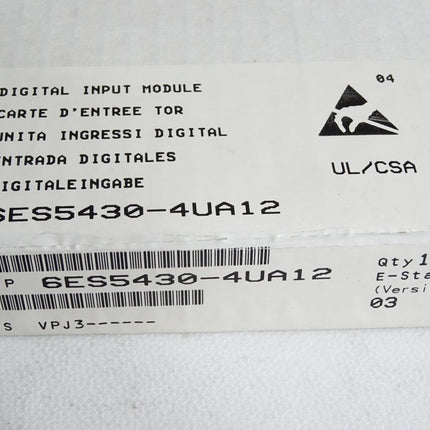 DIGITAL INPUT MODULE
CARTE D'ENTREE TOR
UNITA INGRESSI DIGITAL
ENTRADA DIGITALES
DIGITALEINGABE
6ES5430-4UA12
04
UL/CSA
P 6ES5430-4UA12
S VPJ3------
Qty 1
E-Sta
(Versi
03